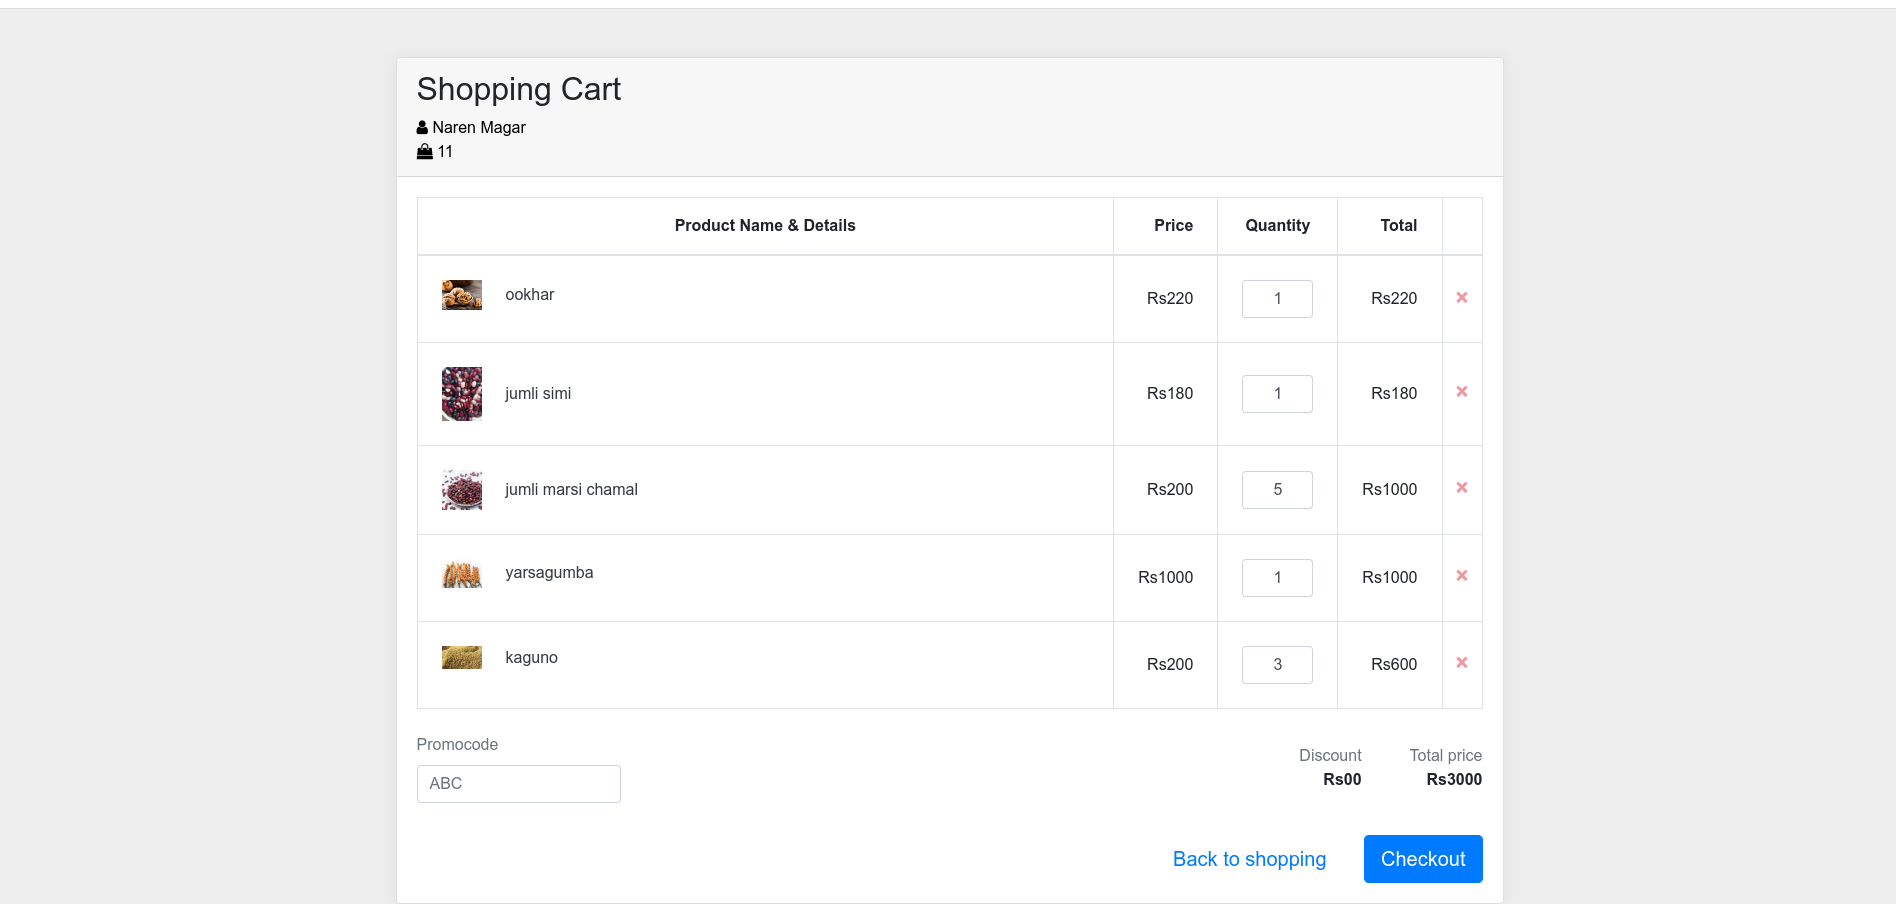 Shopping Cart
Naren Magar
11
Product Name & Details Price Quantity Total
ookhar Rs220 1 Rs220
jumli simi Rs180 1 Rs180
jumli marsi chamal Rs200 5 Rs1000
yarsagumba Rs1000 1 Rs1000
kaguno Rs200 3 Rs600
Promocode
ABC
Discount Total price
Rs00 Rs3000
Back to shopping Checkout